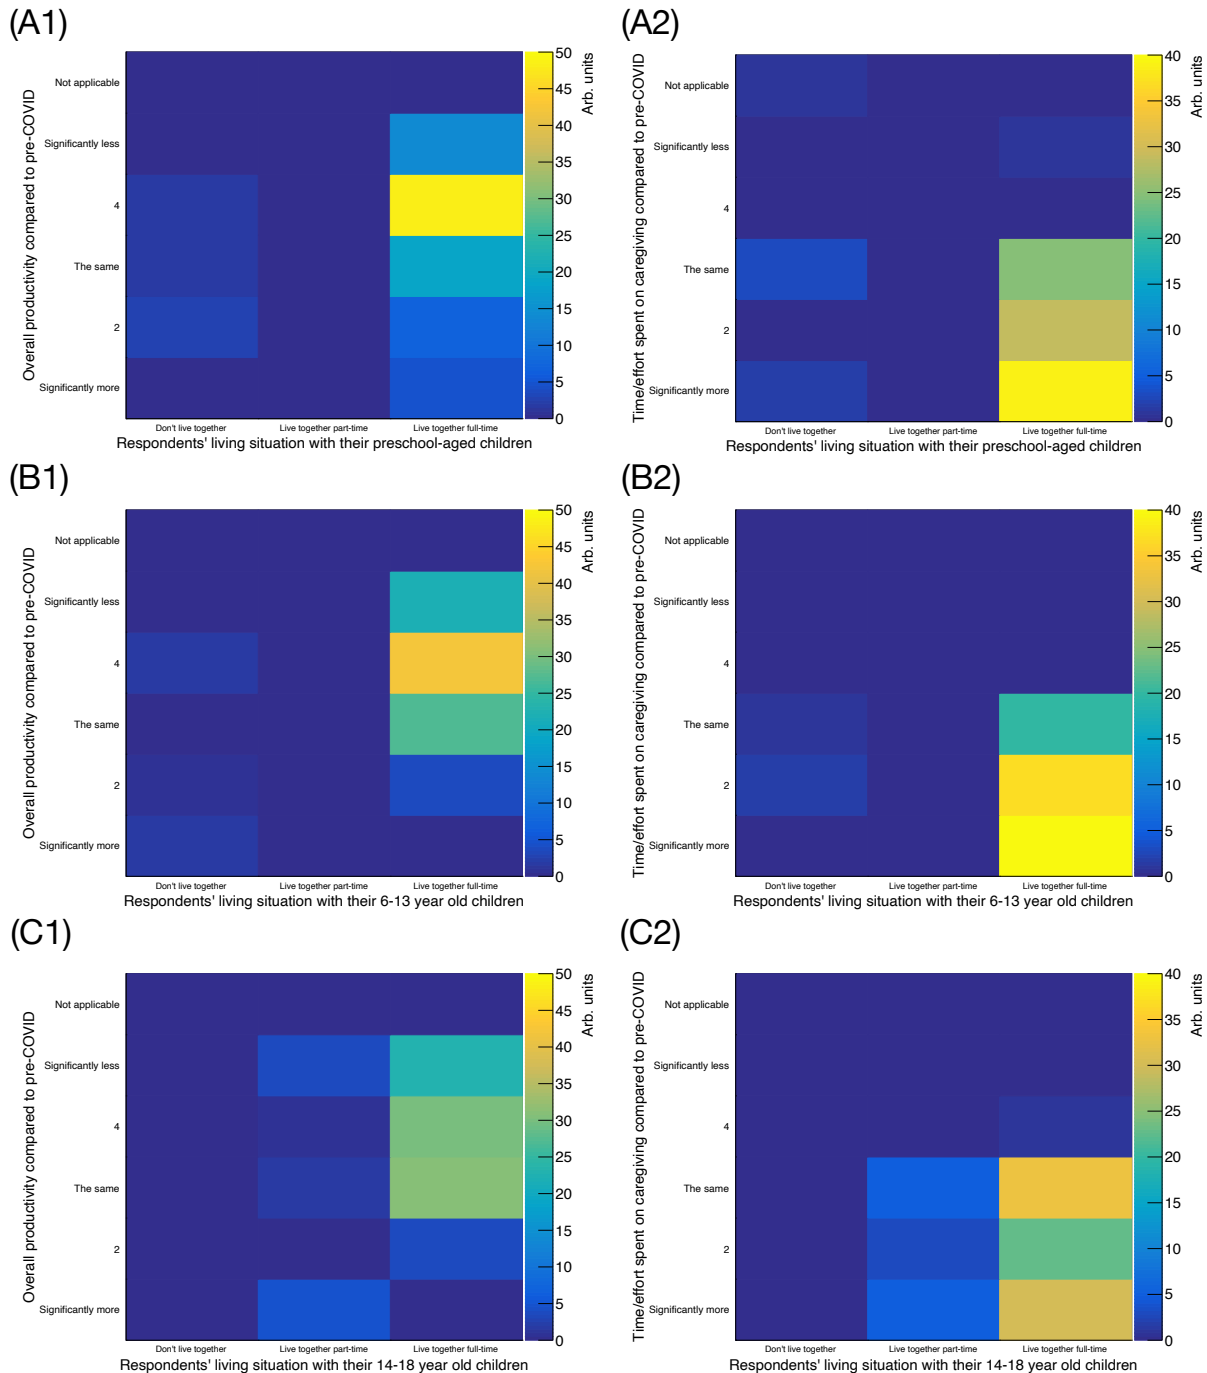 (A1)
Overall productivity compared to pre-COVID
Not applicable
Significantly less
4
The same
2
Significantly more
Don't live together
Live together part-time
Live together full-time
Respondents' living situation with their preschool-aged children
50
45
40
35
30
25
20
15
10
5
0
Arb. units
(A2)
Time/effort spent on caregiving compared to pre-COVID
Not applicable
Significantly less
4
The same
2
Significantly more
Don't live together
Live together part-time
Live together full-time
Respondents' living situation with their preschool-aged children
40
35
30
25
20
15
10
5
0
Arb. units
(B1)
Overall productivity compared to pre-COVID
Not applicable
Significantly less
4
The same
2
Significantly more
Don't live together
Live together part-time
Live together full-time
Respondents' living situation with their 6-13 year old children
50
45
40
35
30
25
20
15
10
5
0
Arb. units
(B2)
Time/effort spent on caregiving compared to pre-COVID
Not applicable
Significantly less
4
The same
2
Significantly more
Don't live together
Live together part-time
Live together full-time
Respondents' living situation with their 6-13 year old children
40
35
30
25
20
15
10
5
0
Arb. units
(C1)
Overall productivity compared to pre-COVID
Not applicable
Significantly less
4
The same
2
Significantly more
Don't live together
Live together part-time
Live together full-time
Respondents' living situation with their 14-18 year old children
50
45
40
35
30
25
20
15
10
5
0
Arb. units
(C2)
Time/effort spent on caregiving compared to pre-COVID
Not applicable
Significantly less
4
The same
2
Significantly more
Don't live together
Live together part-time
Live together full-time
Respondents' living situation with their 14-18 year old children
40
35
30
25
20
15
10
5
0
Arb. units